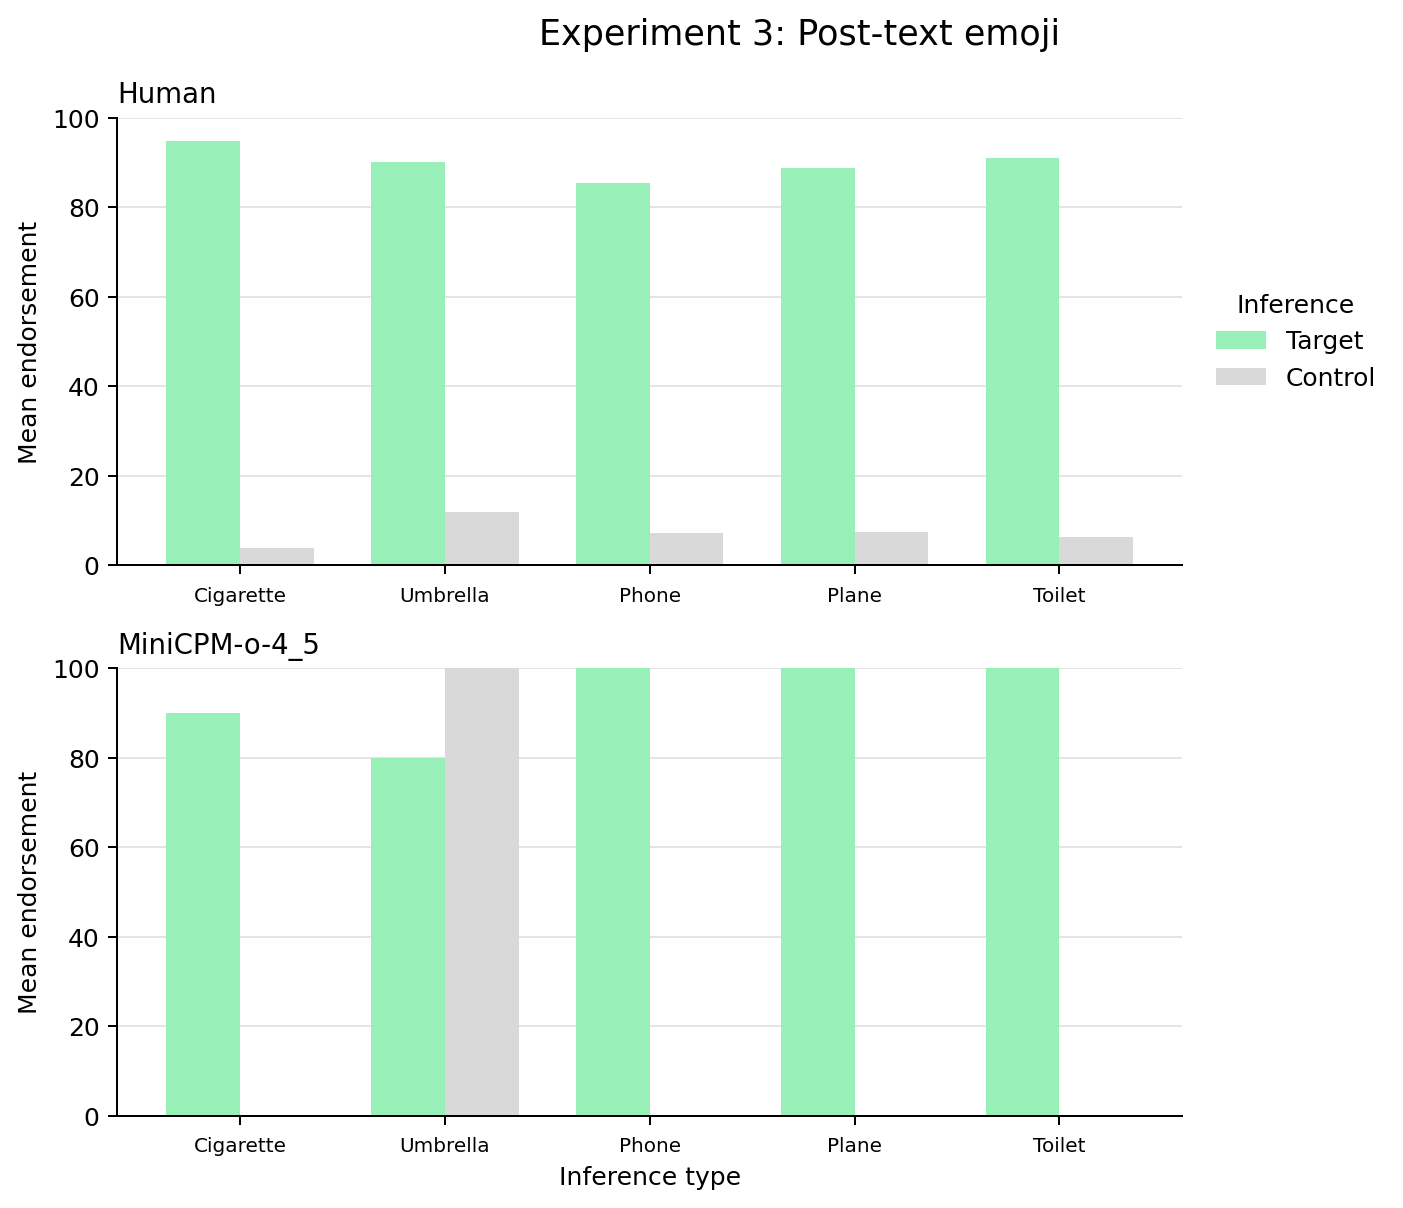 Experiment 3: Post-text emoji
Human
Mean endorsement
100
80
60
40
20
0
Cigarette
Umbrella
Phone
Plane
Toilet
Inference
Target
Control
MiniCPM-o-4_5
Mean endorsement
100
80
60
40
20
0
Cigarette
Umbrella
Phone
Plane
Toilet
Inference type